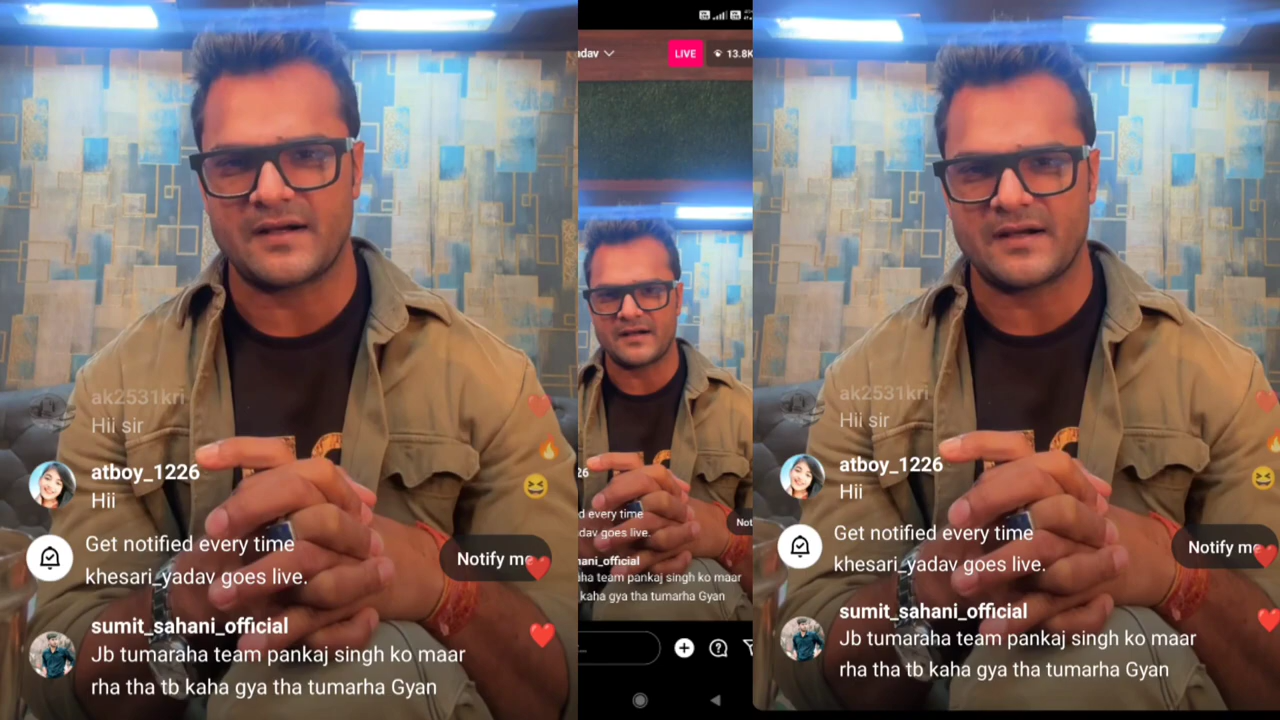 ak2531kri
Hii sir
atboy_1226
Hii
Get notified every time
khesari_yadav goes live.
Notify me
sumit_sahani_official
Jb tumaraha team pankaj singh ko maar
rha tha tb kaha gya tha tumarha Gyan
adav
LIVE
13.8K
26
d every time
dav goes live.
Not
ani_official
ha team pankaj singh ko maar
kaha gya tha tumarha Gyan
ak2531kri
Hii sir
atboy_1226
Hii
Get notified every time
khesari_yadav goes live.
Notify me
sumit_sahani_official
Jb tumaraha team pankaj singh ko maar
rha tha tb kaha gya tha tumarha Gyan